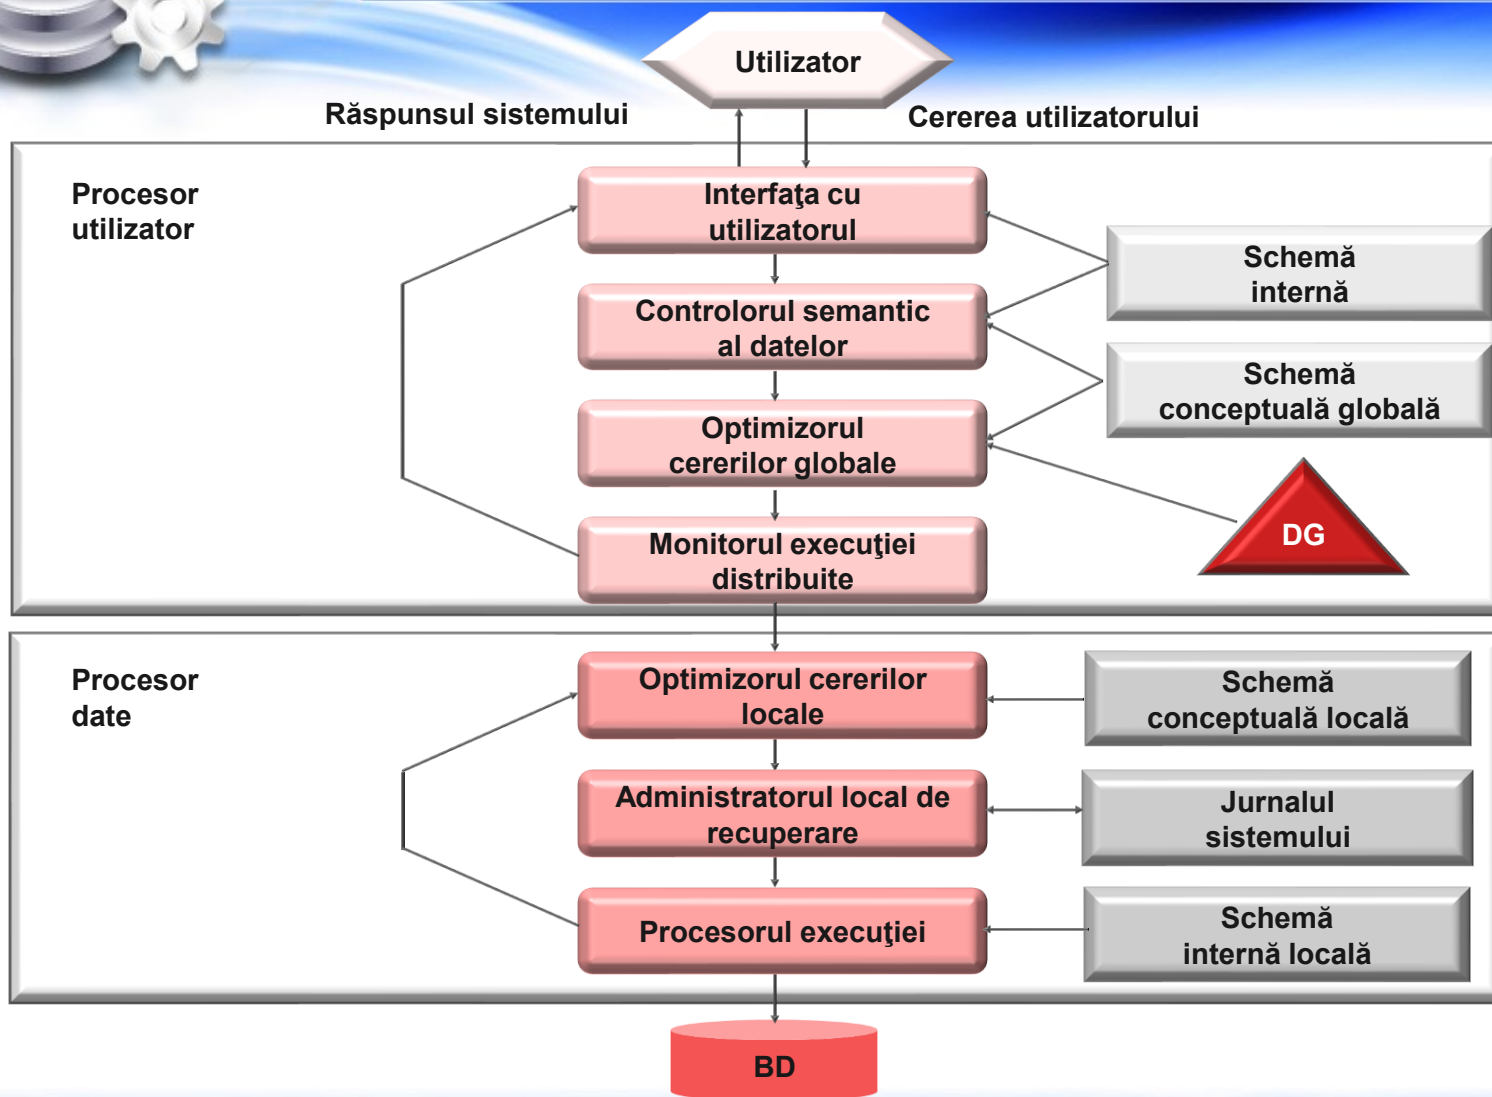 Utilizator
Răspunsul sistemului
Cererea utilizatorului
Procesor
utilizator
Interfaţa cu
utilizatorul
Schemă
internă
Controlorul semantic
al datelor
Schemă
conceptuală globală
Optimizorul
cererilor globale
DG
Monitorul execuţiei
distribuite
Procesor
date
Optimizorul cererilor
locale
Schemă
conceptuală locală
Administratorul local de
recuperare
Jurnalul
sistemului
Procesorul execuţiei
Schemă
internă locală
BD